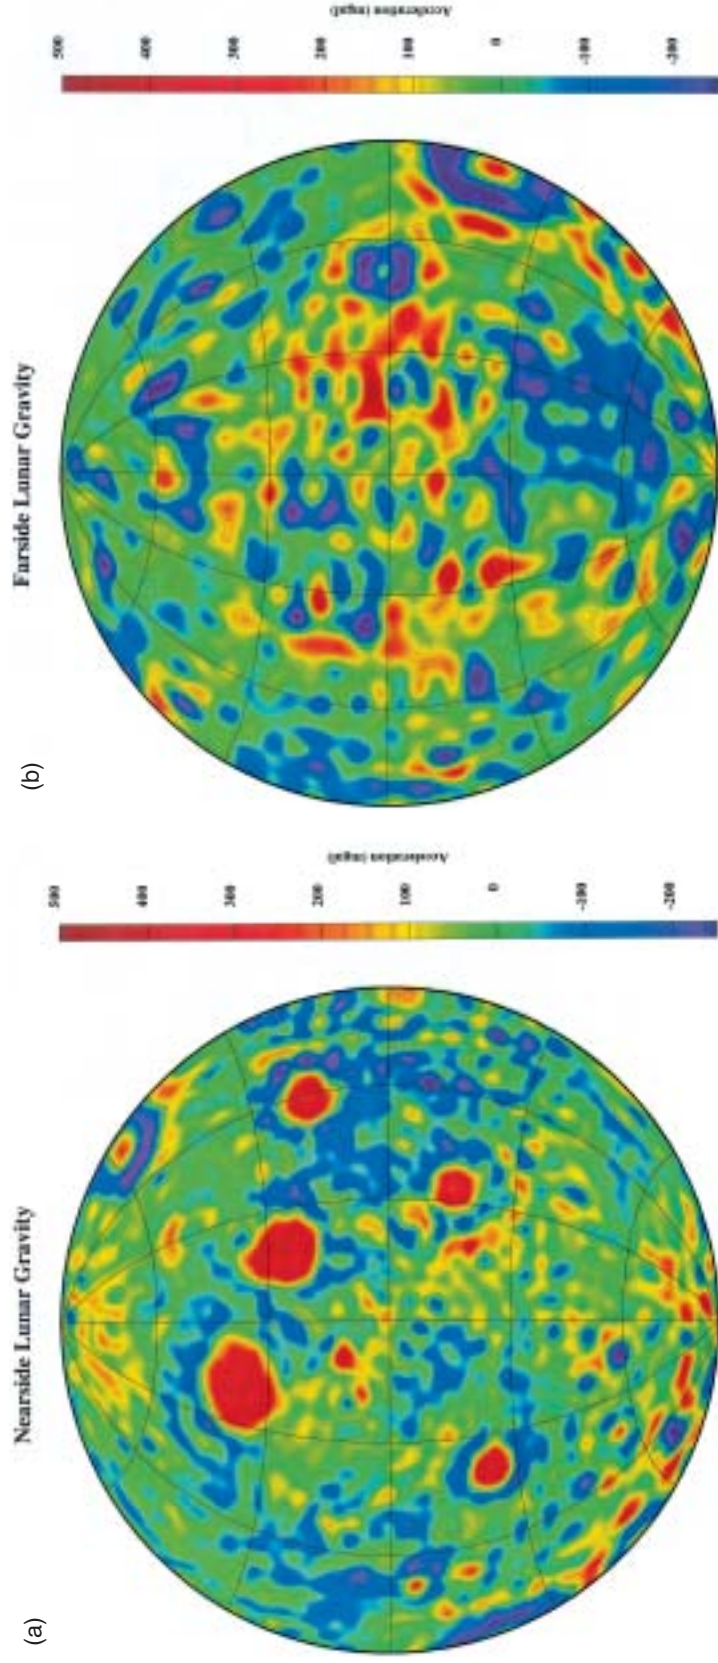 (a)
Nearside Lunar Gravity
500
400
300
200
100
0
-100
-200
Acceleration (mgal)
(b)
Farside Lunar Gravity
500
400
300
200
100
0
-100
-200
Acceleration (mgal)